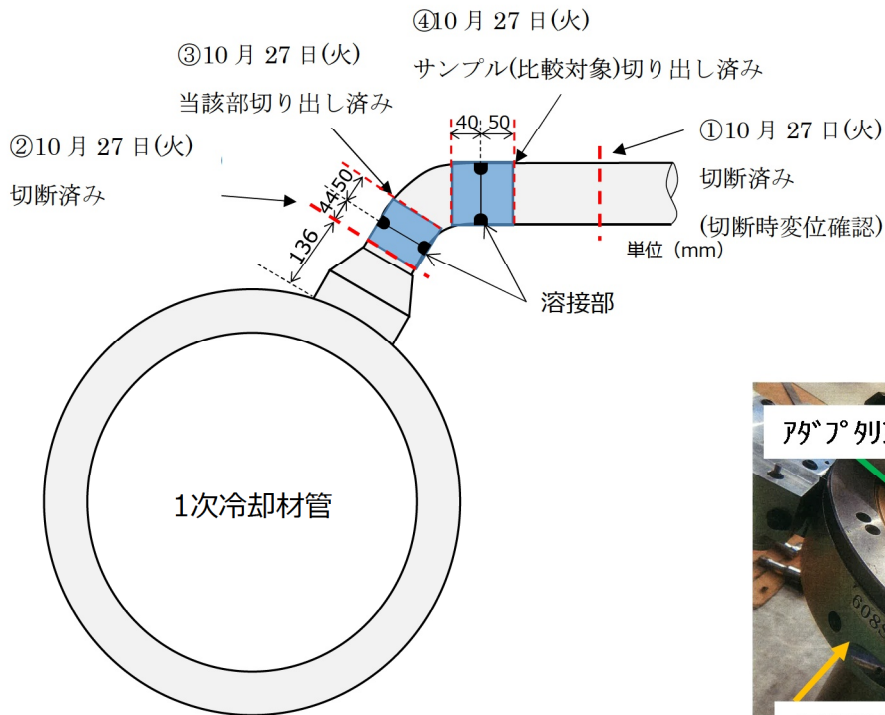 ④10 月 27 日(火)
サンプル(比較対象)切り出し済み
③10 月 27 日(火)
当該部切り出し済み
②10 月 27 日(火)
切断済み
①10 月 27 口(火)
切断済み
(切断時変位確認)
40 50
50
44
136
単位（mm）
溶接部
1次冷却材管
ｱﾀﾞﾌﾟﾀﾘﾝ
608